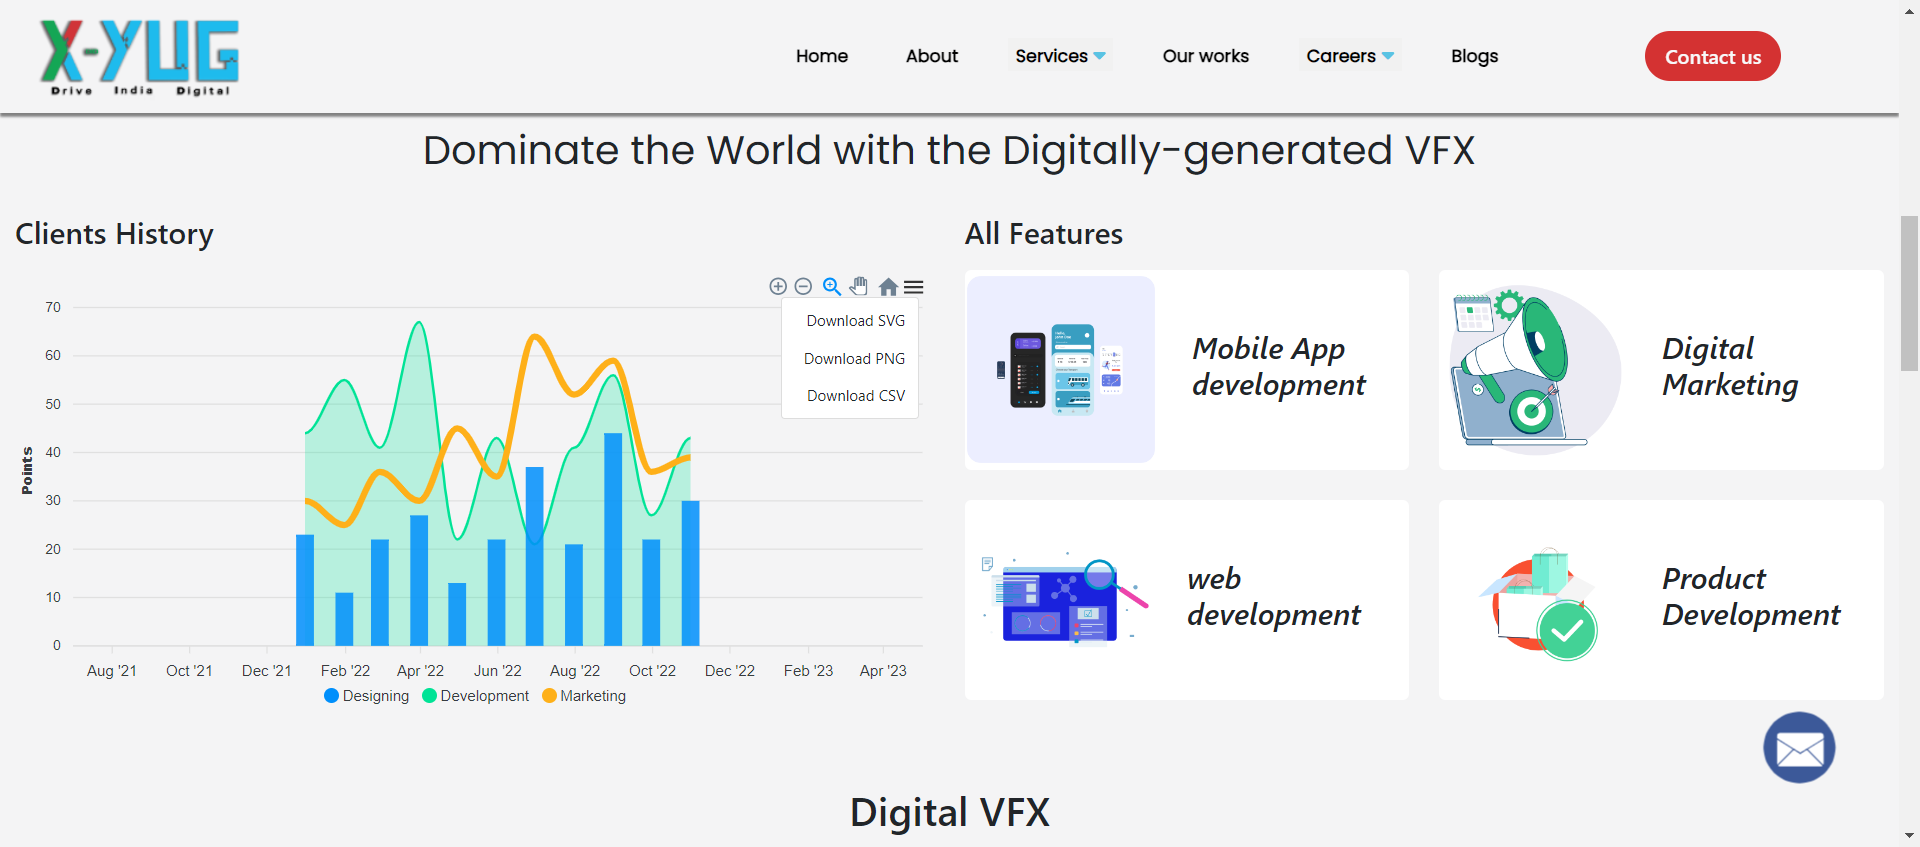 X-YUG
Drive India Digital
Home
About
Services
Our works
Careers
Blogs
Contact us
Dominate the World with the Digitally-generated VFX
Clients History
Download SVG
Download PNG
Download CSV
Points
70
60
50
40
30
20
10
0
Aug '21
Oct '21
Dec '21
Feb '22
Apr '22
Jun '22
Aug '22
Oct '22
Dec '22
Feb '23
Apr '23
Designing
Development
Marketing
All Features
Mobile App
development
Digital
Marketing
web
development
Product
Development
Digital VFX